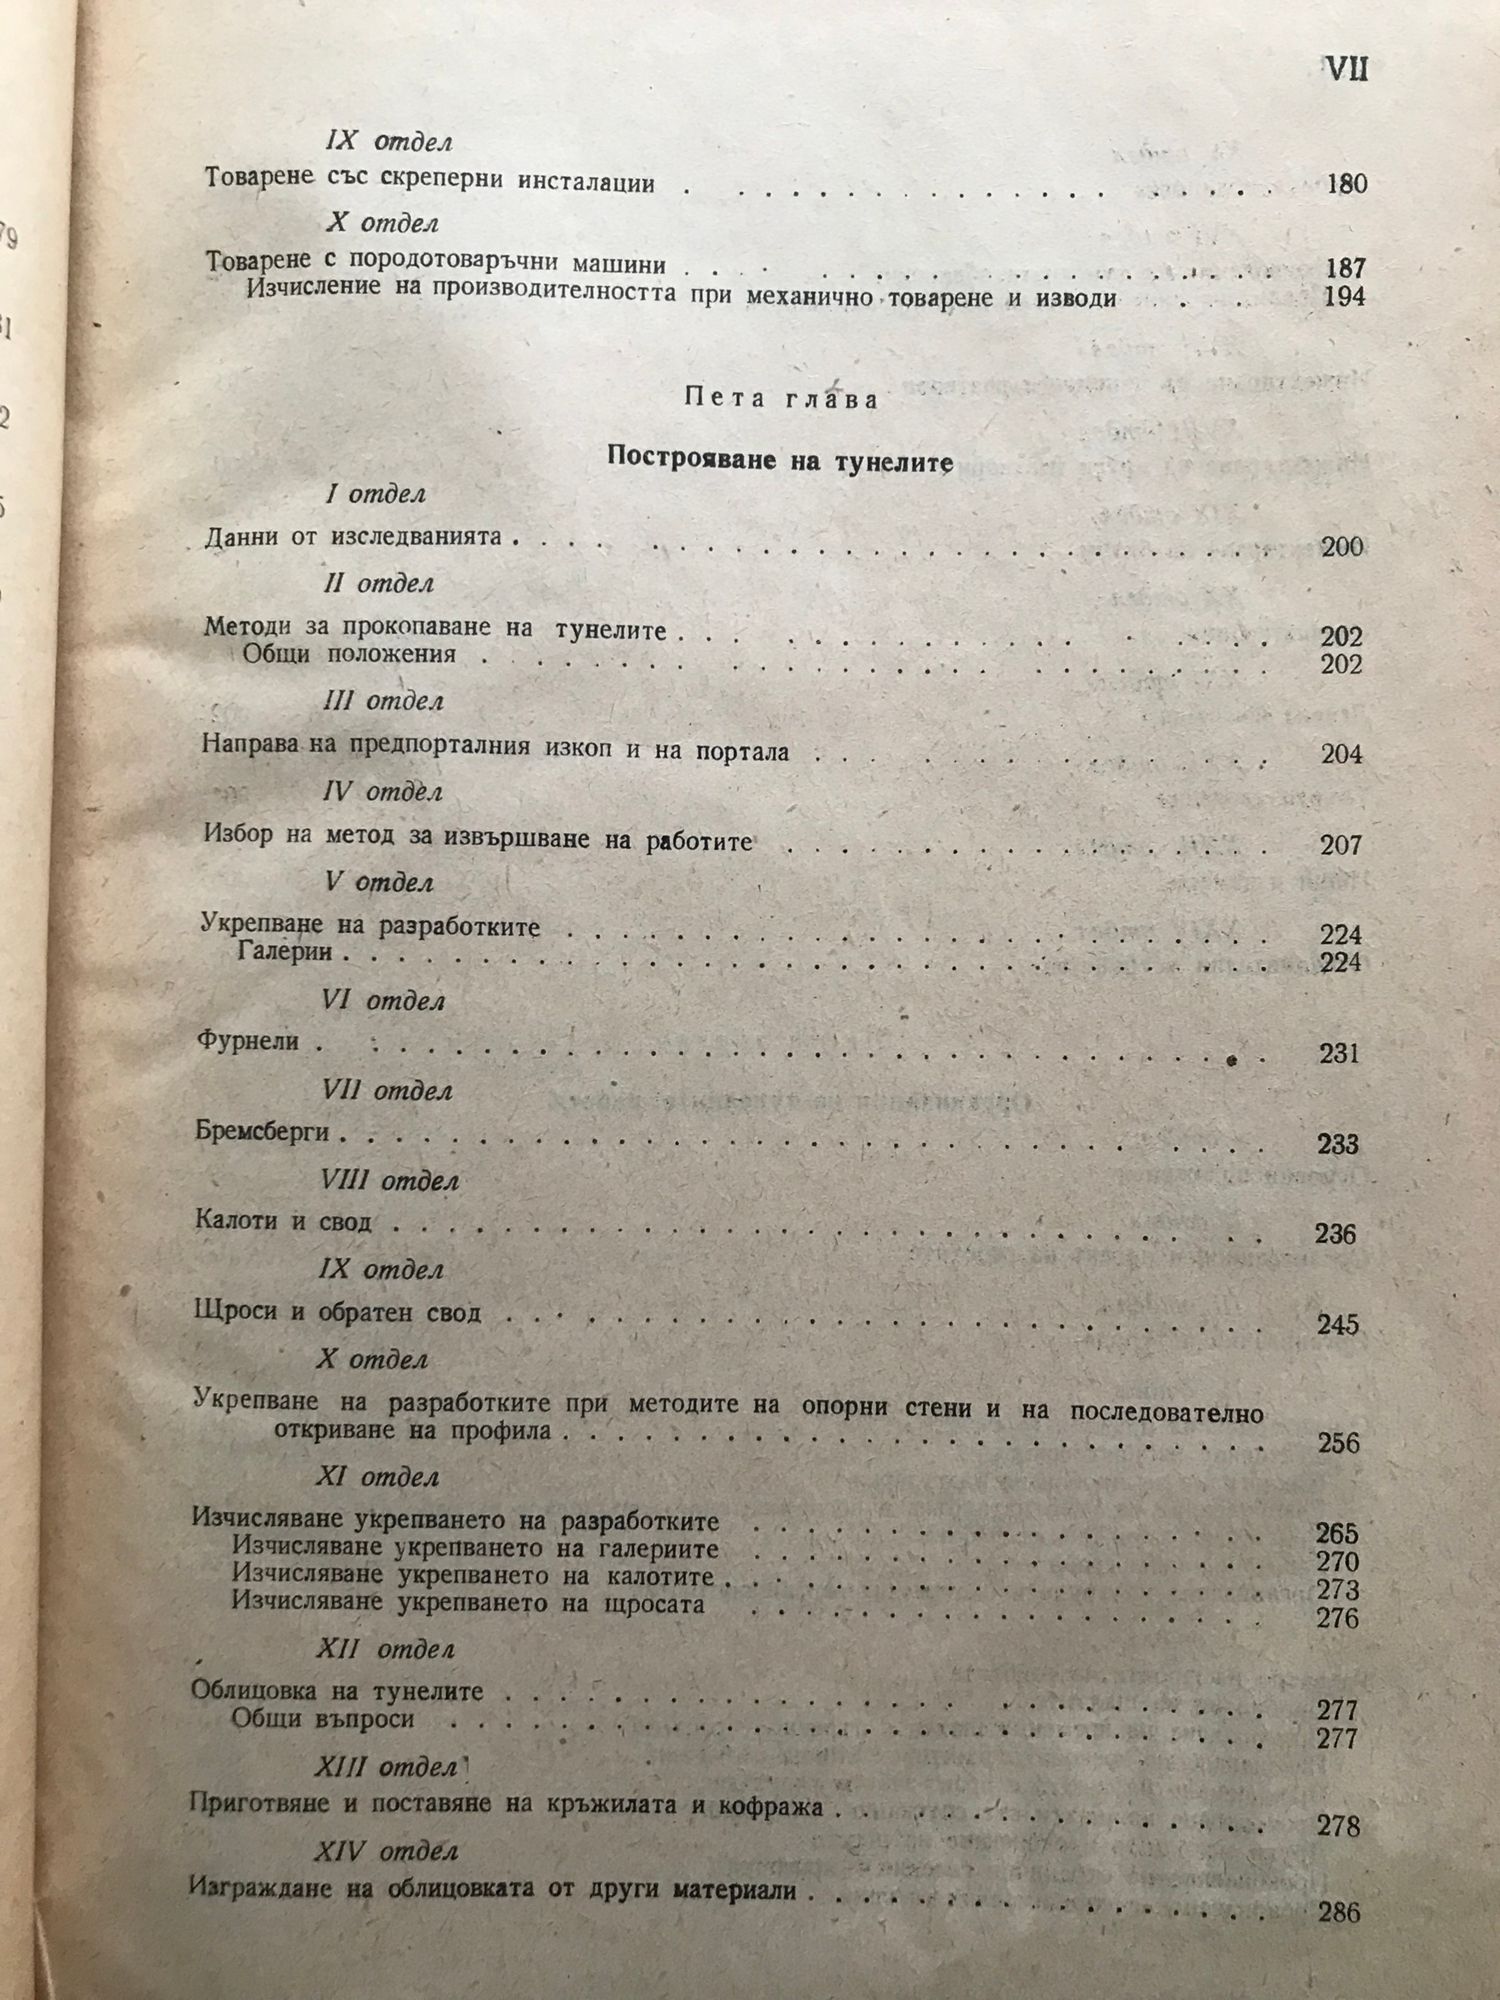 VII
IX отдел
Товарене със скреперни инсталации . . . . . . . . . . . . . . . . . . . 180
X отдел
Товарене с породотоваръчни машини . . . . . . . . . . . . . . . . . . . 187
Изчисление на производителността при механично товарене и изводи . . . . 194
Пета глава
Построяване на тунелите
I отдел
Данни от изследванията . . . . . . . . . . . . . . . . . . . . . . . . . 200
II отдел
Методи за прокопаване на тунелите . . . . . . . . . . . . . . . . . . . 202
Общи положения . . . . . . . . . . . . . . . . . . . . . . . . . . . . 202
III отдел
Направа на предпорталния изкоп и на портала . . . . . . . . . . . . . . 204
IV отдел
Избор на метод за извършване на работите . . . . . . . . . . . . . . . . 207
V отдел
Укрепване на разработките . . . . . . . . . . . . . . . . . . . . . . . 224
Галерии . . . . . . . . . . . . . . . . . . . . . . . . . . . . . . . . 224
VI отдел
Фурнели . . . . . . . . . . . . . . . . . . . . . . . . . . . . . . . . 231
VII отдел
Бремсберги . . . . . . . . . . . . . . . . . . . . . . . . . . . . . . 233
VIII отдел
Калоти и свод . . . . . . . . . . . . . . . . . . . . . . . . . . . . . 236
IX отдел
Щроси и обратен свод . . . . . . . . . . . . . . . . . . . . . . . . . . 245
X отдел
Укрепване на разработките при методите на опорни стени и на последователно
откриване на профила . . . . . . . . . . . . . . . . . . . . . . . . . . 256
XI отдел
Изчисляване укрепването на разработките . . . . . . . . . . . . . . . . 265
Изчисляване укрепването на галериите . . . . . . . . . . . . . . . . . . 270
Изчисляване укрепването на калотите . . . . . . . . . . . . . . . . . . 273
Изчисляване укрепването на щросата . . . . . . . . . . . . . . . . . . . 276
XII отдел
Облицовка на тунелите . . . . . . . . . . . . . . . . . . . . . . . . . 277
Общи въпроси . . . . . . . . . . . . . . . . . . . . . . . . . . . . . . 277
XIII отдел
Приготвяне и поставяне на кръжилата и кофража . . . . . . . . . . . . . 278
XIV отдел
Изграждане на облицовката от други материали . . . . . . . . . . . . . . 286